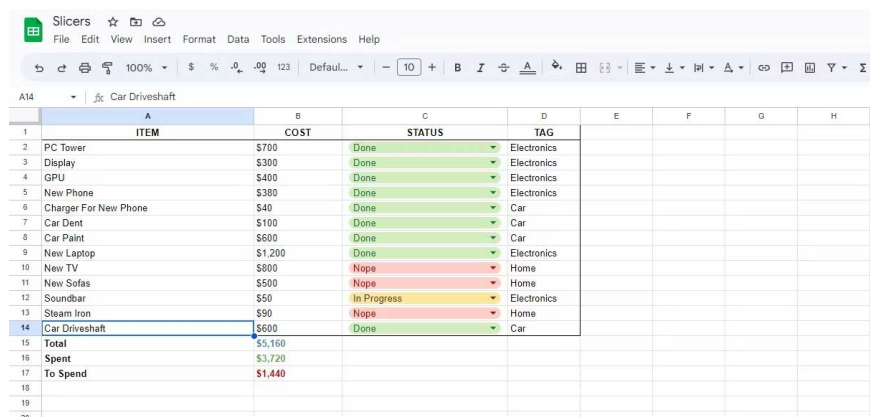 Slicers
File Edit View Insert Format Data Tools Extensions Help
100% $ % .0 .00 123 Defaul... − 10 + B I A
A14 fx Car Driveshaft
A B C D E F G H
1 ITEM COST STATUS TAG
2 PC Tower $700 Done Electronics
3 Display $300 Done Electronics
4 GPU $400 Done Electronics
5 New Phone $380 Done Electronics
6 Charger For New Phone $40 Done Car
7 Car Dent $100 Done Car
8 Car Paint $600 Done Car
9 New Laptop $1,200 Done Electronics
10 New TV $800 Nope Home
11 New Sofas $500 Nope Home
12 Soundbar $50 In Progress Electronics
13 Steam Iron $90 Nope Home
14 Car Driveshaft $600 Done Car
15 Total $5,160
16 Spent $3,720
17 To Spend $1,440
18
19